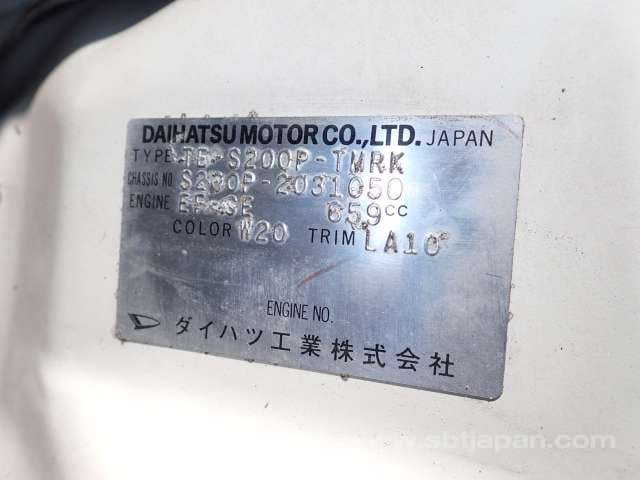 DAIHATSU MOTOR CO.,LTD. JAPAN
TYPE TE-S200P-TMRK
CHASSIS NO. S200P-2031050
ENGINE EF-SE 659cc
COLOR W20 TRIM LA10
ENGINE NO.
ダイハツ工業株式会社
www.sbtjapan.com